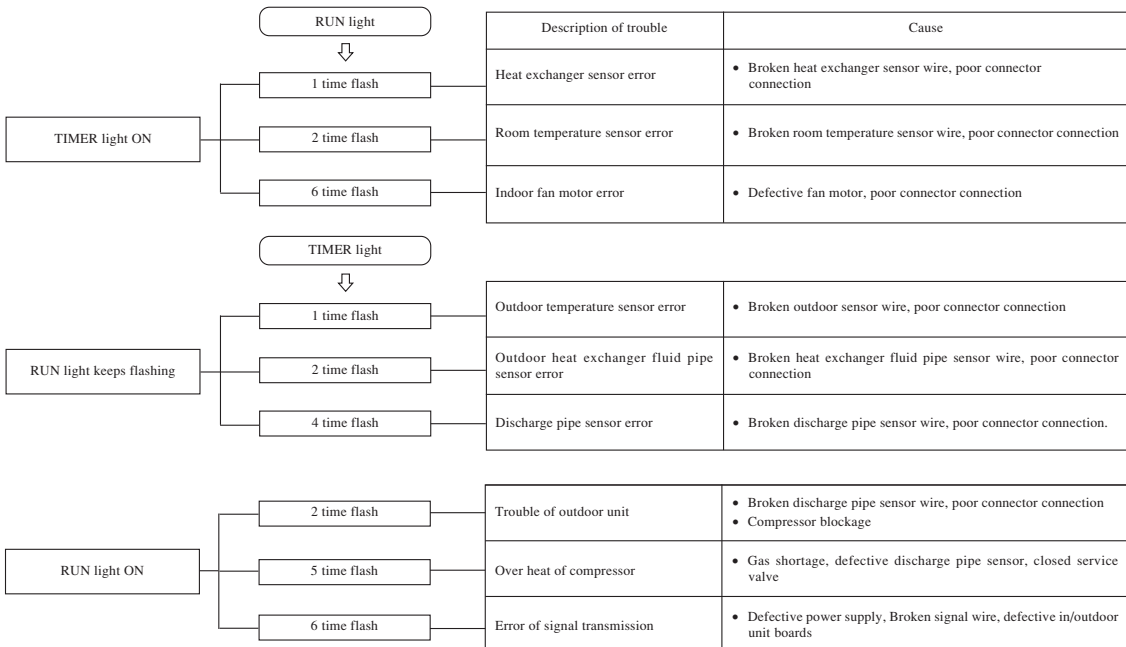 RUN light
Description of trouble
Cause
TIMER light ON
1 time flash
Heat exchanger sensor error
• Broken heat exchanger sensor wire, poor connector
connection
2 time flash
Room temperature sensor error
• Broken room temperature sensor wire, poor connector connection
6 time flash
Indoor fan motor error
• Defective fan motor, poor connector connection
TIMER light
RUN light keeps flashing
1 time flash
Outdoor temperature sensor error
• Broken outdoor sensor wire, poor connector connection
2 time flash
Outdoor heat exchanger fluid pipe
sensor error
• Broken heat exchanger fluid pipe sensor wire, poor connector
connection
4 time flash
Discharge pipe sensor error
• Broken discharge pipe sensor wire, poor connector connection.
RUN light ON
2 time flash
Trouble of outdoor unit
• Broken discharge pipe sensor wire, poor connector connection
• Compressor blockage
5 time flash
Over heat of compressor
• Gas shortage, defective discharge pipe sensor, closed service
valve
6 time flash
Error of signal transmission
• Defective power supply, Broken signal wire, defective in/outdoor
unit boards